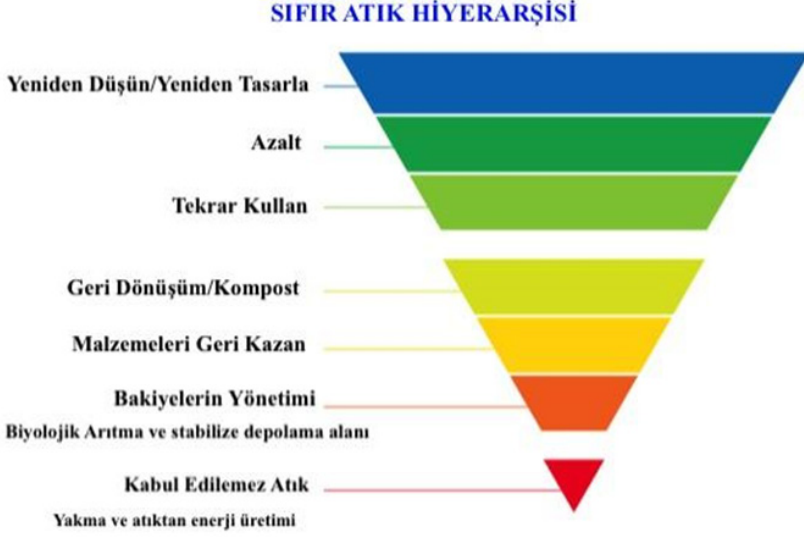 SIFIR ATIK HİYERARŞİSİ
Yeniden Düşün/Yeniden Tasarla
Azalt
Tekrar Kullan
Geri Dönüşüm/Kompost
Malzemeleri Geri Kazan
Bakiyelerin Yönetimi
Biyolojik Arıtma ve stabilize depolama alanı
Kabul Edilemez Atık
Yakma ve atıktan enerji üretimi